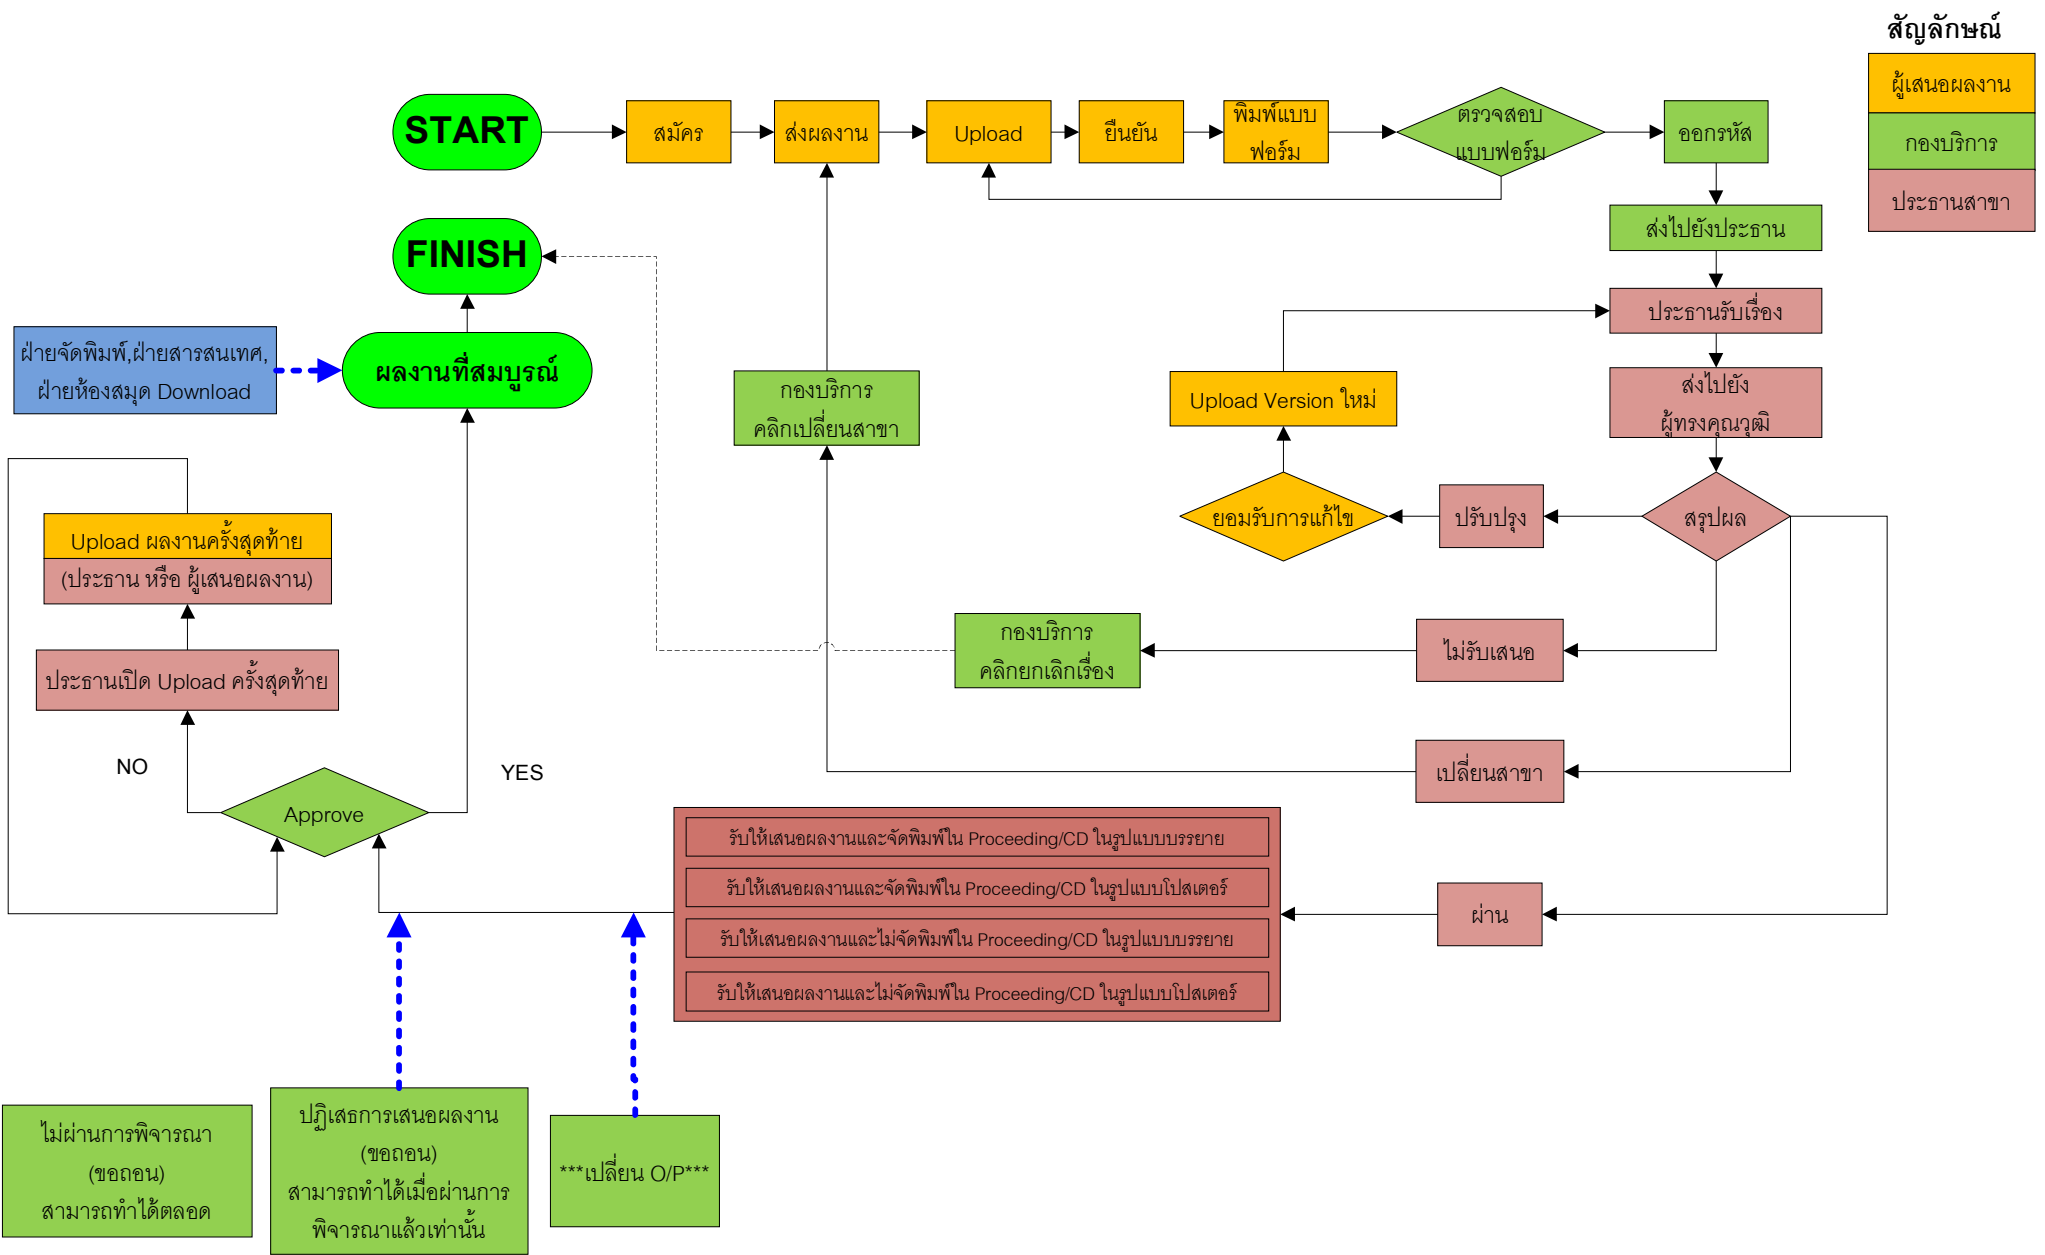 สัญลักษณ์
ผู้เสนอผลงาน
กองบริการ
ประธานสาขา
START
สมัคร
ส่งผลงาน
Upload
ยืนยัน
พิมพ์แบบ
ฟอร์ม
ตรวจสอบ
แบบฟอร์ม
ออกรหัส
ส่งไปยังประธาน
ประธานรับเรื่อง
ส่งไปยัง
ผู้ทรงคุณวุฒิ
สรุปผล
ปรับปรุง
ยอมรับการแก้ไข
Upload Version ใหม่
ไม่รับเสนอ
กองบริการ
คลิกยกเลิกเรื่อง
เปลี่ยนสาขา
กองบริการ
คลิกเปลี่ยนสาขา
ผ่าน
รับให้เสนอผลงานและจัดพิมพ์ใน Proceeding/CD ในรูปแบบบรรยาย
รับให้เสนอผลงานและจัดพิมพ์ใน Proceeding/CD ในรูปแบบโปสเตอร์
รับให้เสนอผลงานและไม่จัดพิมพ์ใน Proceeding/CD ในรูปแบบบรรยาย
รับให้เสนอผลงานและไม่จัดพิมพ์ใน Proceeding/CD ในรูปแบบโปสเตอร์
FINISH
ผลงานที่สมบูรณ์
ฝ่ายจัดพิมพ์,ฝ่ายสารสนเทศ,
ฝ่ายห้องสมุด Download
Upload ผลงานครั้งสุดท้าย
(ประธาน หรือ ผู้เสนอผลงาน)
ประธานเปิด Upload ครั้งสุดท้าย
NO
YES
Approve
ไม่ผ่านการพิจารณา
(ขอถอน)
สามารถทำได้ตลอด
ปฏิเสธการเสนอผลงาน
(ขอถอน)
สามารถทำได้เมื่อผ่านการ
พิจารณาแล้วเท่านั้น
***เปลี่ยน O/P***